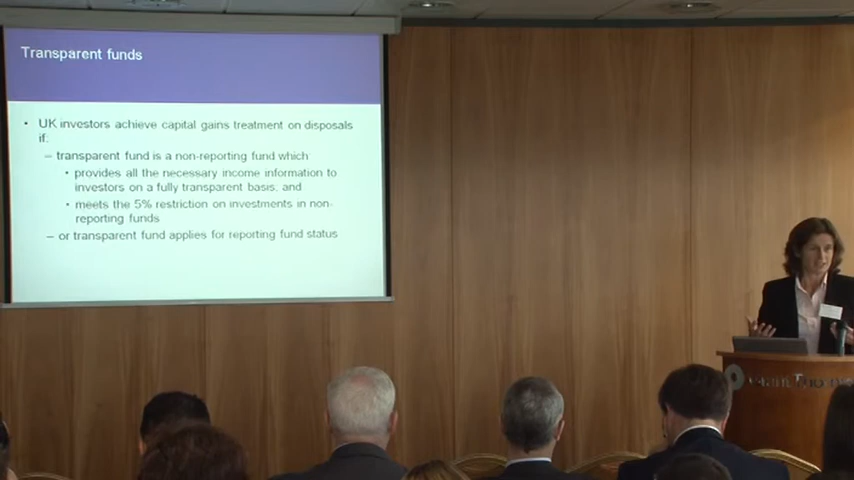 Transparent funds
• UK investors achieve capital gains treatment on disposals
if:
– transparent fund is a non-reporting fund which
• provides all the necessary income information to
investors on a fully transparent basis; and
• meets the 5% restriction on investments in non-
reporting funds
– or transparent fund applies for reporting fund status
Grant Thornton